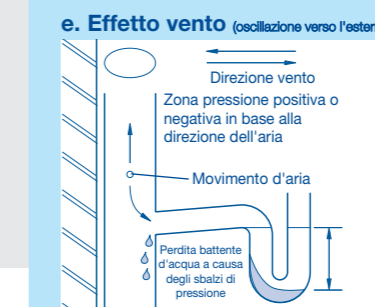 e. Effetto vento (oscillazione verso l'ester
Direzione vento
Zona pressione positiva o
negativa in base alla
direzione dell'aria
Movimento d'aria
Perdita battente
d'acqua a causa
degli sbalzi di
pressione